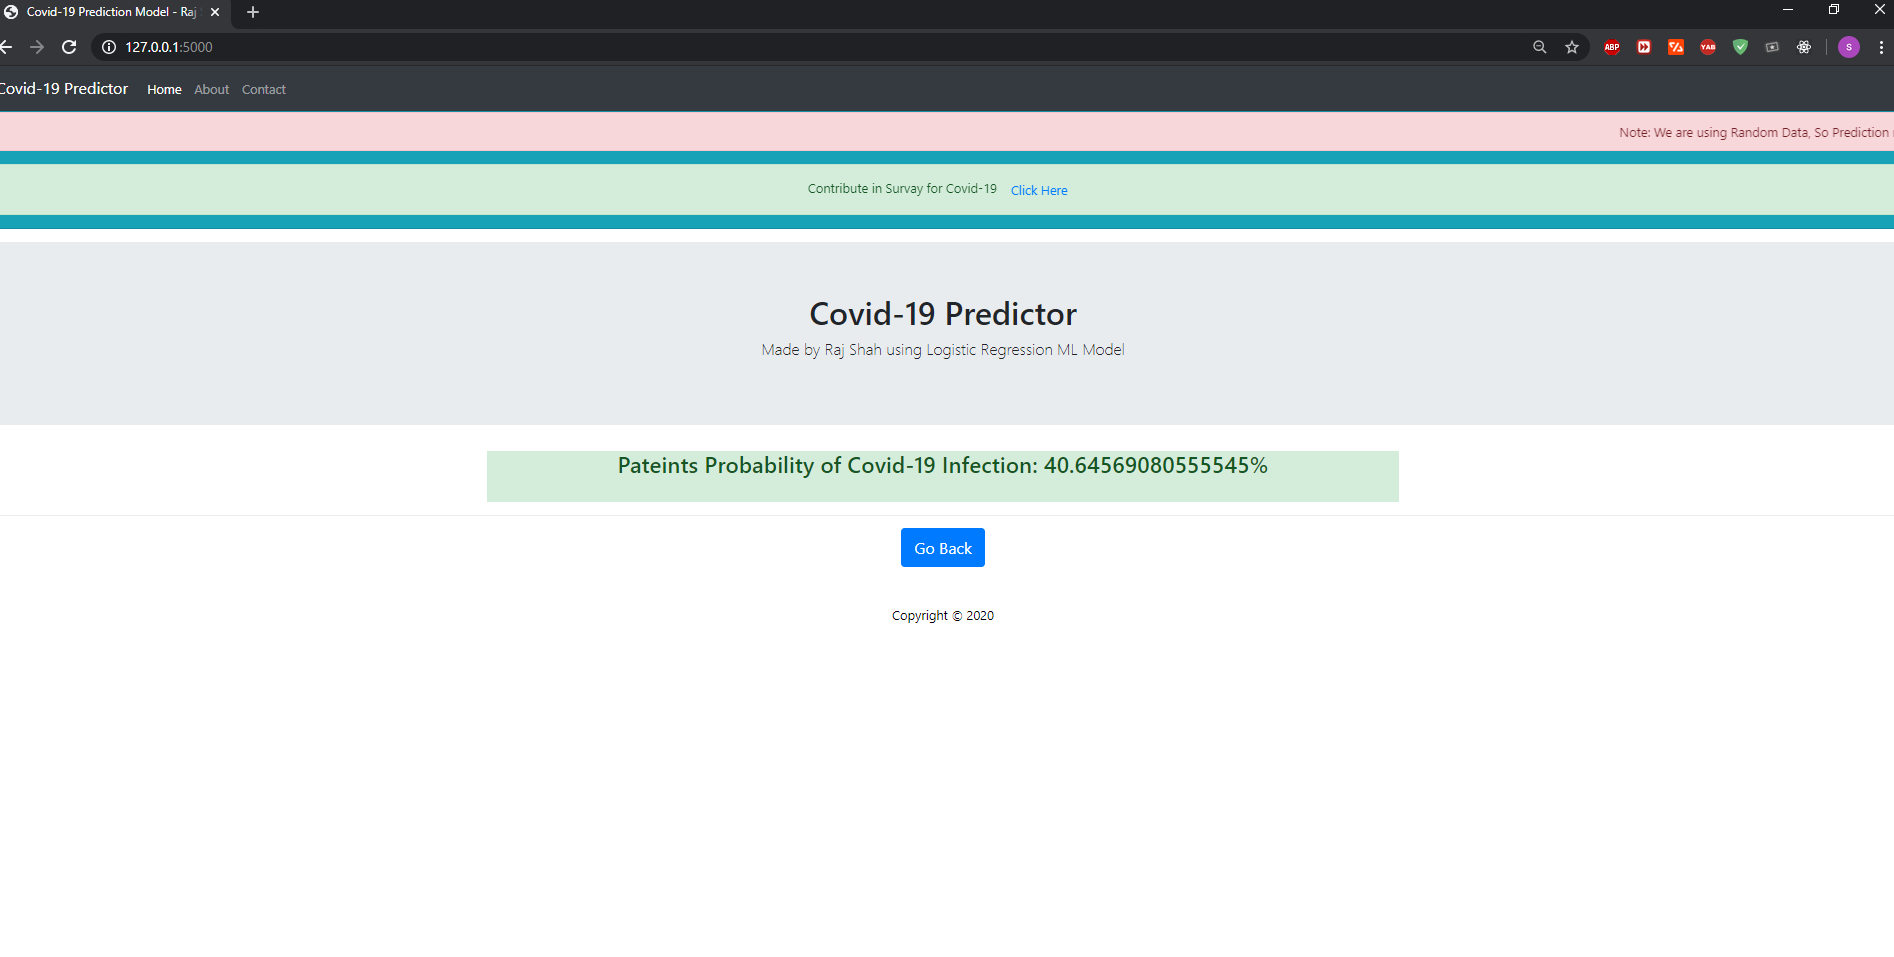 Covid-19 Prediction Model - Raj
127.0.0.1:5000
ABP
YAB
S
Covid-19 Predictor Home About Contact
Note: We are using Random Data, So Prediction
Contribute in Survay for Covid-19 Click Here
Covid-19 Predictor
Made by Raj Shah using Logistic Regression ML Model
Pateints Probability of Covid-19 Infection: 40.64569080555545%
Go Back
Copyright © 2020